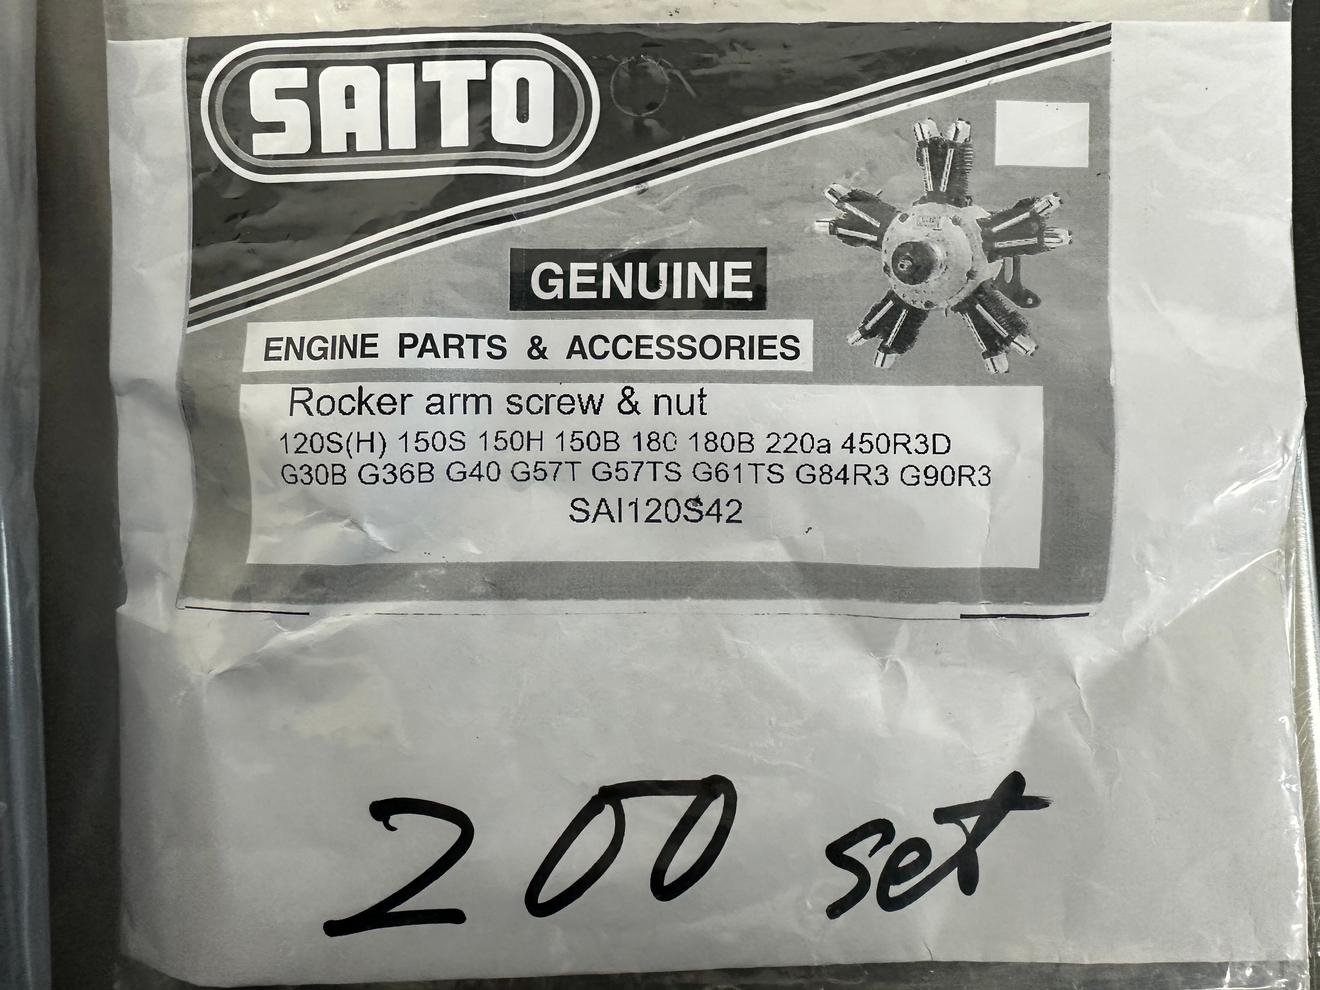 SAITO
GENUINE
ENGINE PARTS & ACCESSORIES
Rocker arm screw & nut
120S(H) 150S 150H 150B 180 180B 220a 450R3D
G30B G36B G40 G57T G57TS G61TS G84R3 G90R3
SAI120S42
200 set